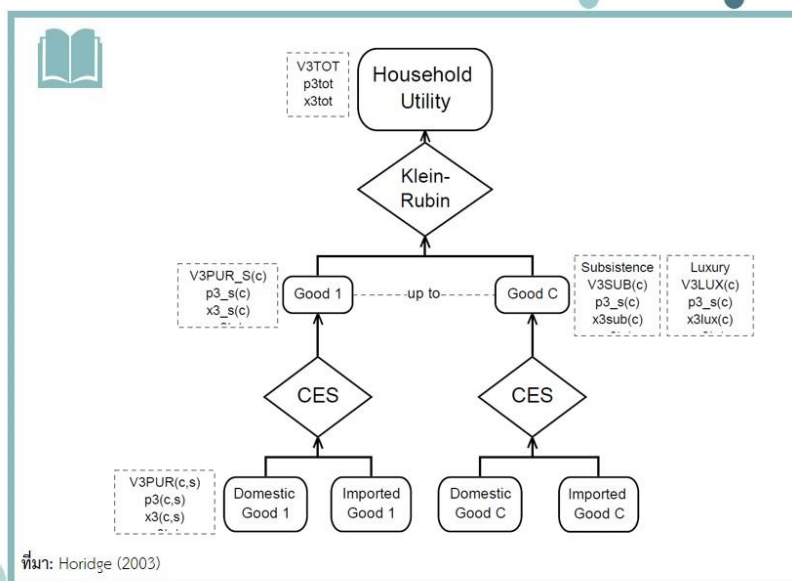 V3TOT
p3tot
x3tot
Household
Utility
Klein-
Rubin
V3PUR_S(c)
p3_s(c)
x3_s(c)
Good 1
up to
Good C
Subsistence
V3SUB(c)
p3_s(c)
x3sub(c)
Luxury
V3LUX(c)
p3_s(c)
x3lux(c)
CES
CES
V3PUR(c,s)
p3(c,s)
x3(c,s)
Domestic
Good 1
Imported
Good 1
Domestic
Good C
Imported
Good C
ที่มา: Horidge (2003)